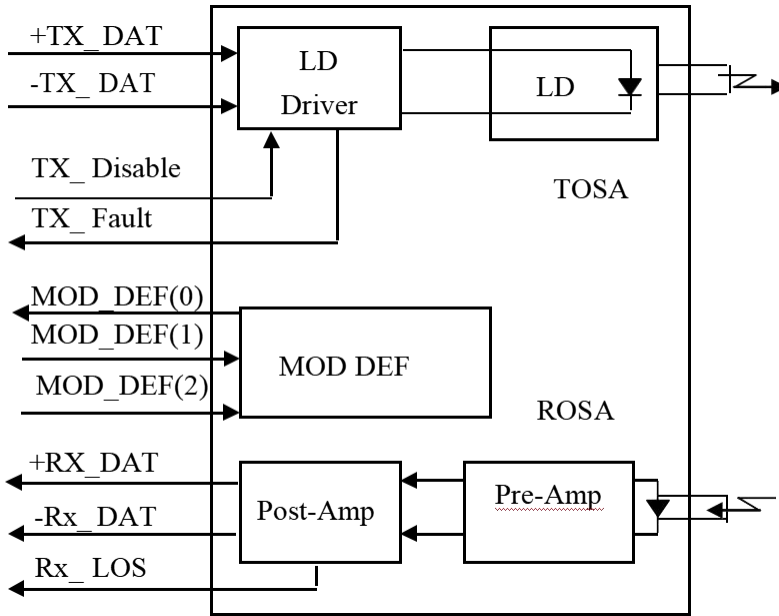 +TX_DAT
LD
Driver
LD
-TX_ DAT
TX_ Disable
TOSA
TX_ Fault
MOD_DEF(0)
MOD_DEF(1)
MOD DEF
MOD_DEF(2)
ROSA
+RX_DAT
Pre-Amp
Post-Amp
-Rx_ DAT
Rx_ LOS